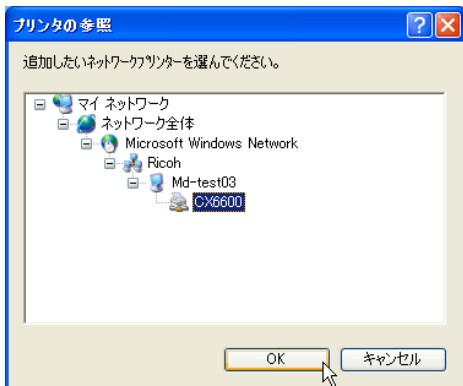 プリンタの参照
追加したいネットワークプリンターを選んでください。
マイ ネットワーク
ネットワーク全体
Microsoft Windows Network
Ricoh
Md-test03
CX6600
OK
キャンセル